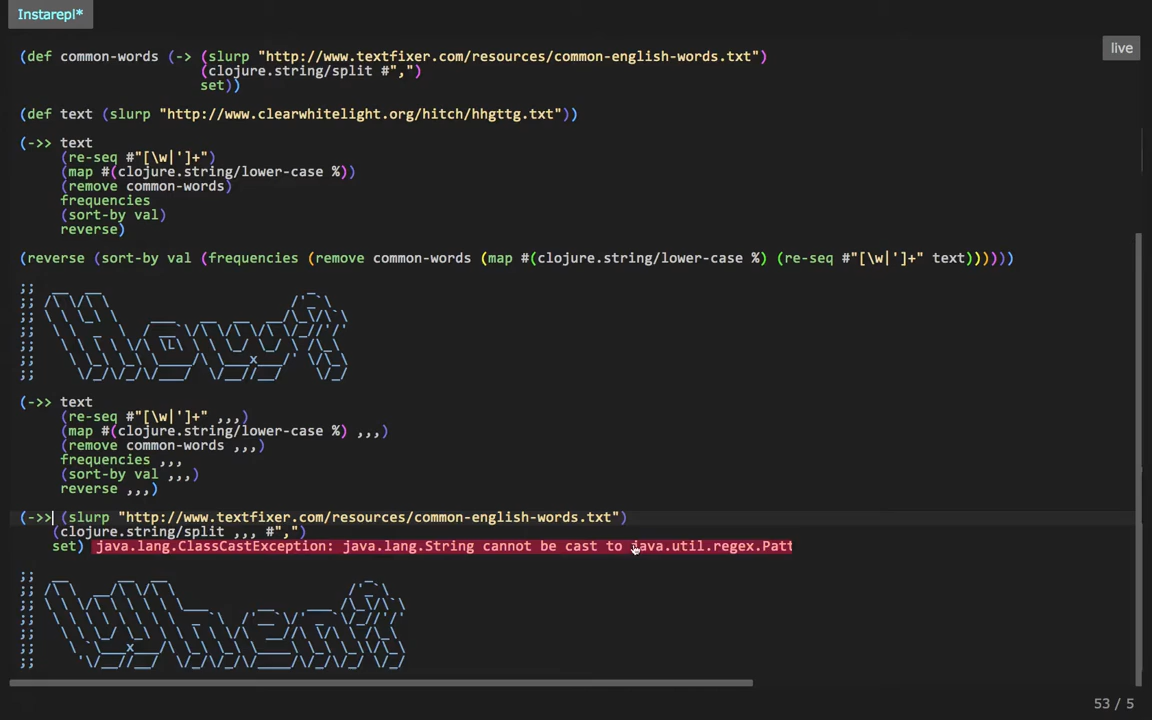 Instarepl*
live
(def common-words (-> (slurp "http://www.textfixer.com/resources/common-english-words.txt")
(clojure.string/split #",")
set))
(def text (slurp "http://www.clearwhitelight.org/hitch/hhgttg.txt"))
(->> text
(re-seq #"[\w|']+")
(map #(clojure.string/lower-case %))
(remove common-words)
frequencies
(sort-by val)
reverse)
(reverse (sort-by val (frequencies (remove common-words (map #(clojure.string/lower-case %) (re-seq #"[\w|']+" text))))))
How?
(->> text
(re-seq #"[\w|']+" ,,,)
(map #(clojure.string/lower-case %) ,,,)
(remove common-words ,,,)
frequencies ,,,
(sort-by val ,,,)
reverse ,,,)
(->> (slurp "http://www.textfixer.com/resources/common-english-words.txt")
(clojure.string/split ,,, #",")
set) java.lang.ClassCastException: java.lang.String cannot be cast to java.util.regex.Patt
When?
53 / 5